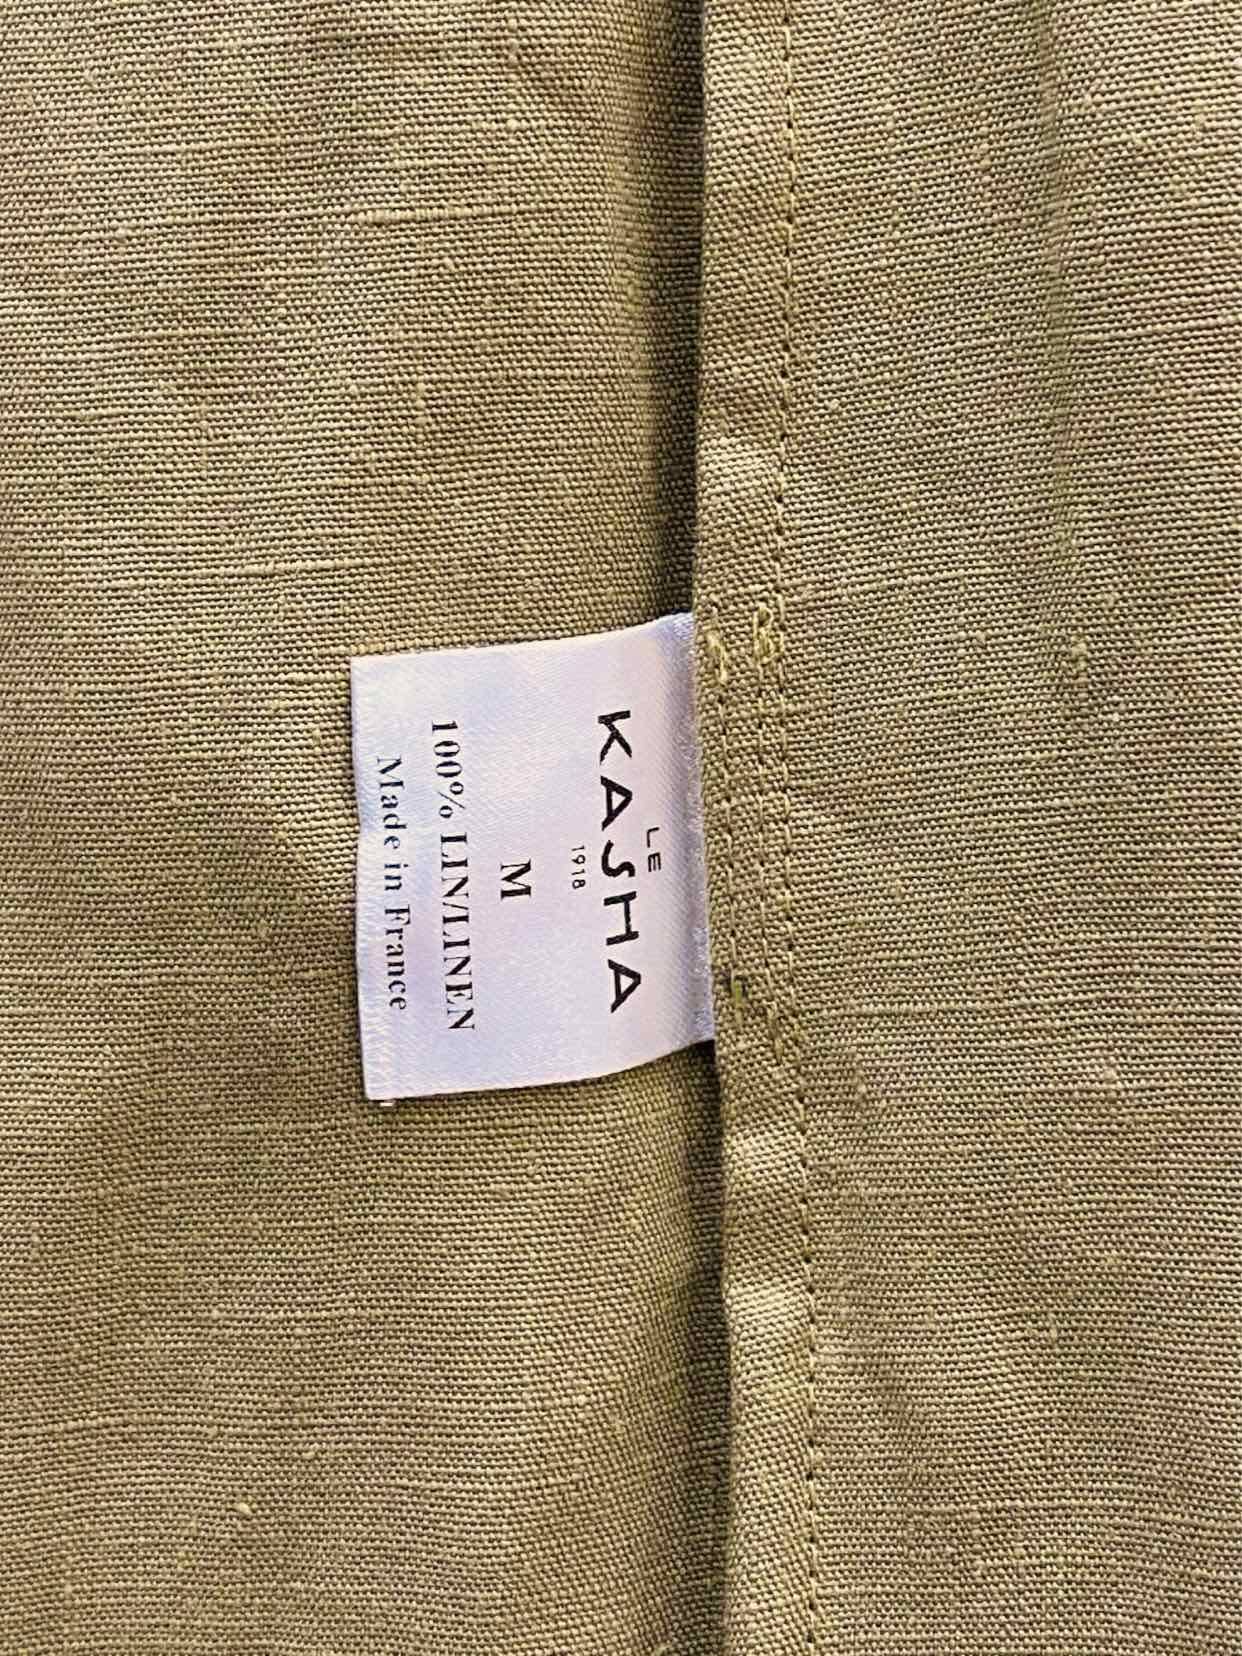 LE
KASHA
1918
M
100% LIN/LINEN
Made in France